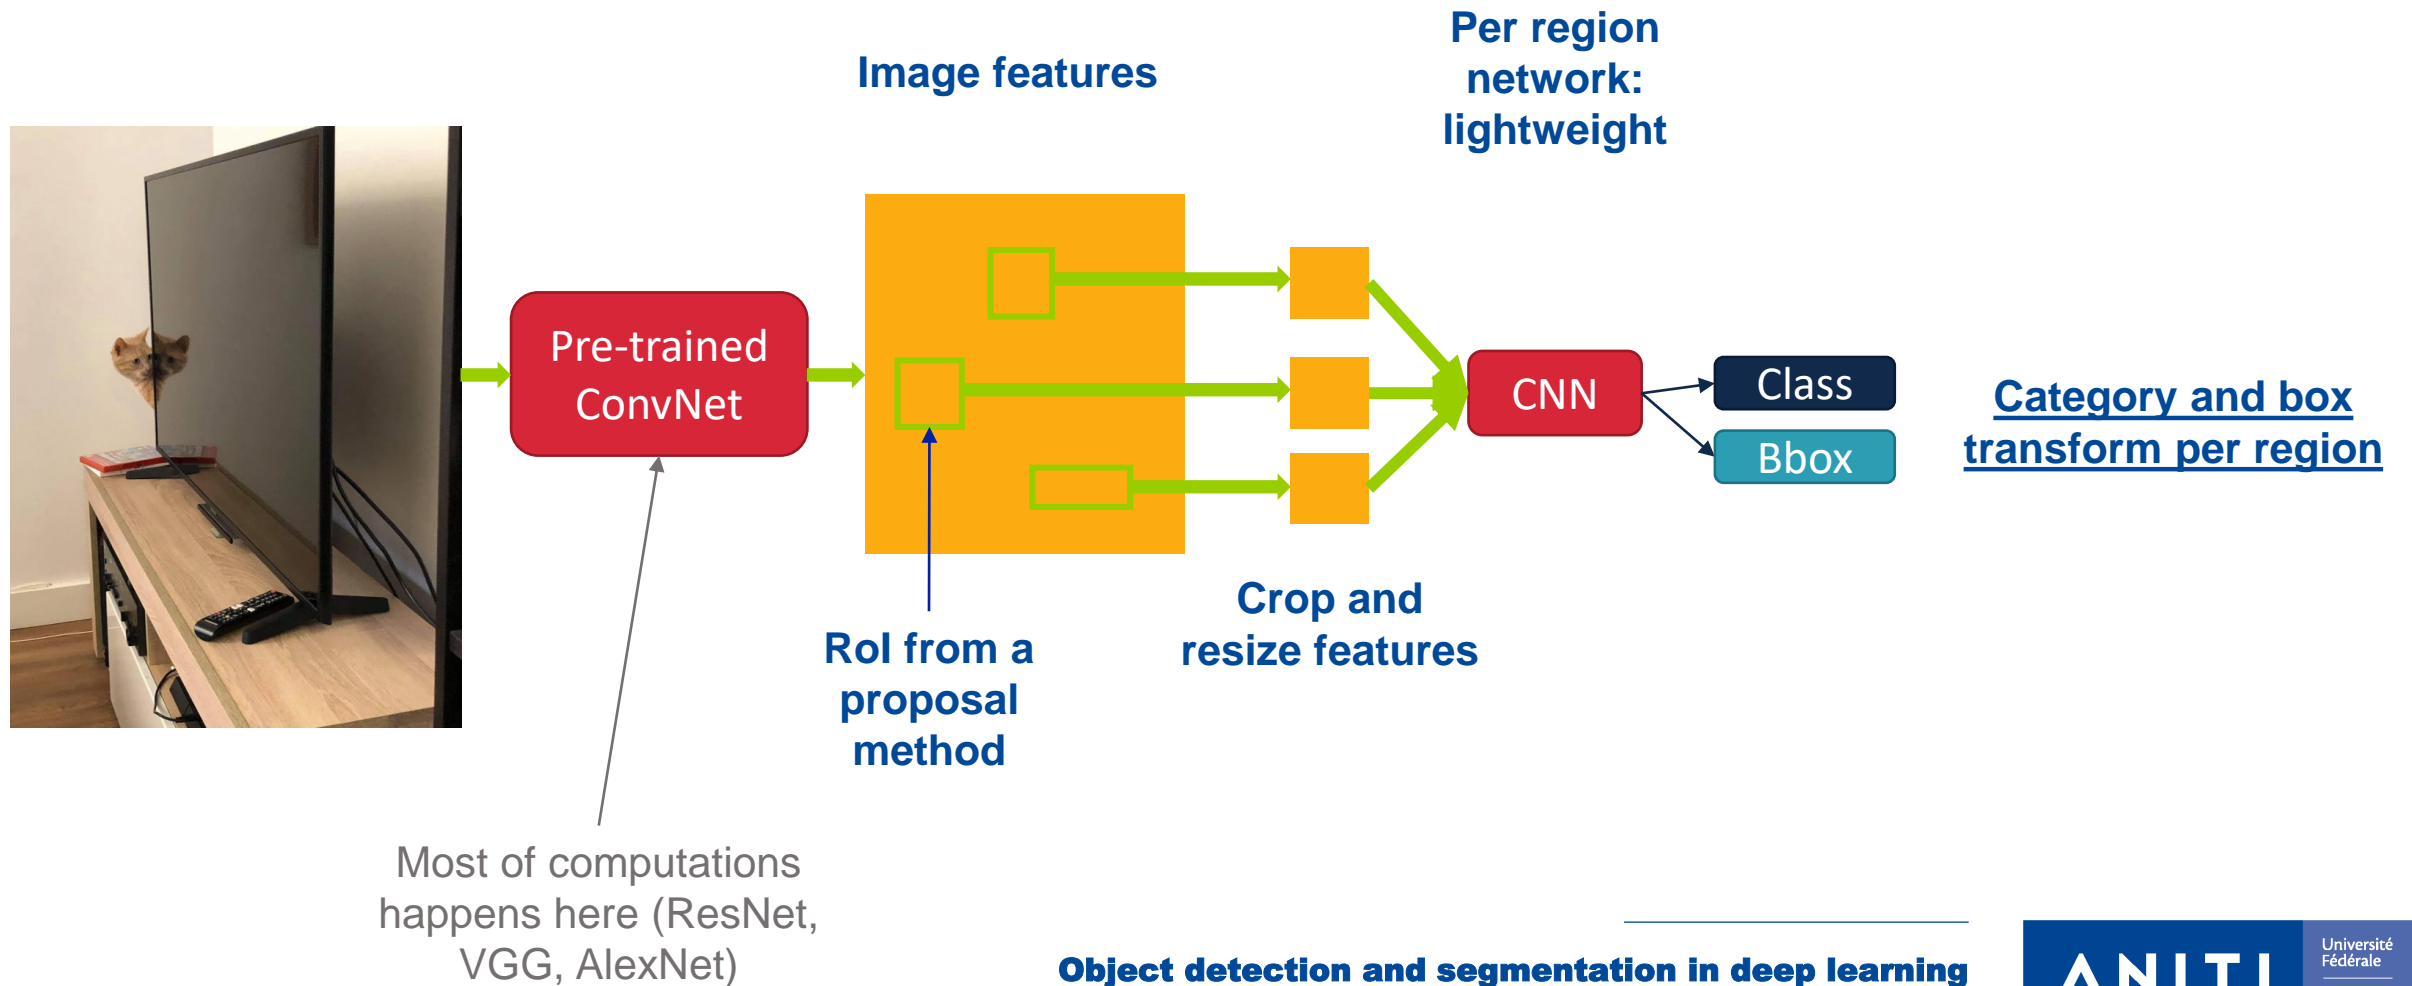 Image features
Per region
network:
lightweight
Pre-trained
ConvNet
CNN
Class
Bbox
Category and box
transform per region
RoI from a
proposal
method
Crop and
resize features
Most of computations
happens here (ResNet,
VGG, AlexNet)
Object detection and segmentation in deep learning
ANITI
Université
Fédérale